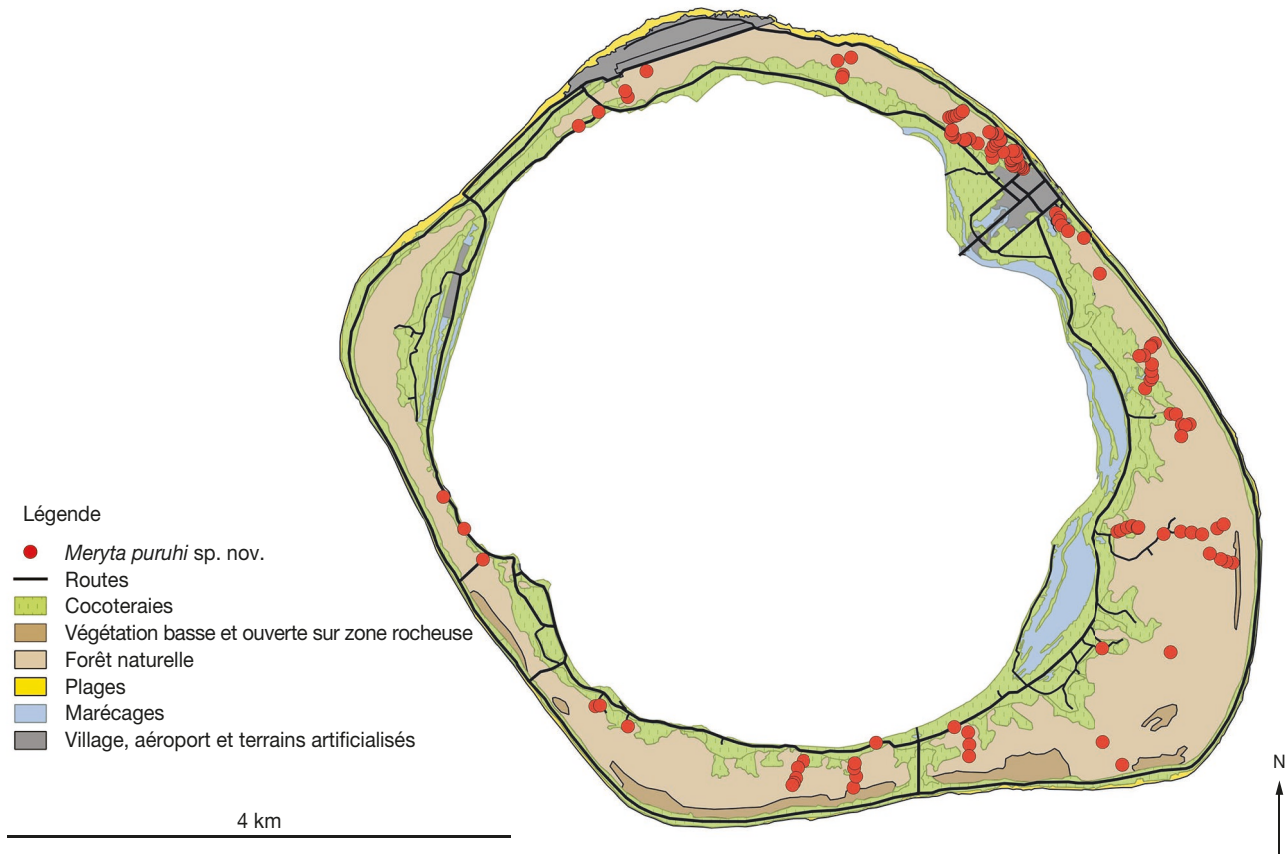 Légende
Meryta puruhi sp. nov.
Routes
Cocoteraies
Végétation basse et ouverte sur zone rocheuse
Forêt naturelle
Plages
Marécages
Village, aéroport et terrains artificialisés
4 km
N